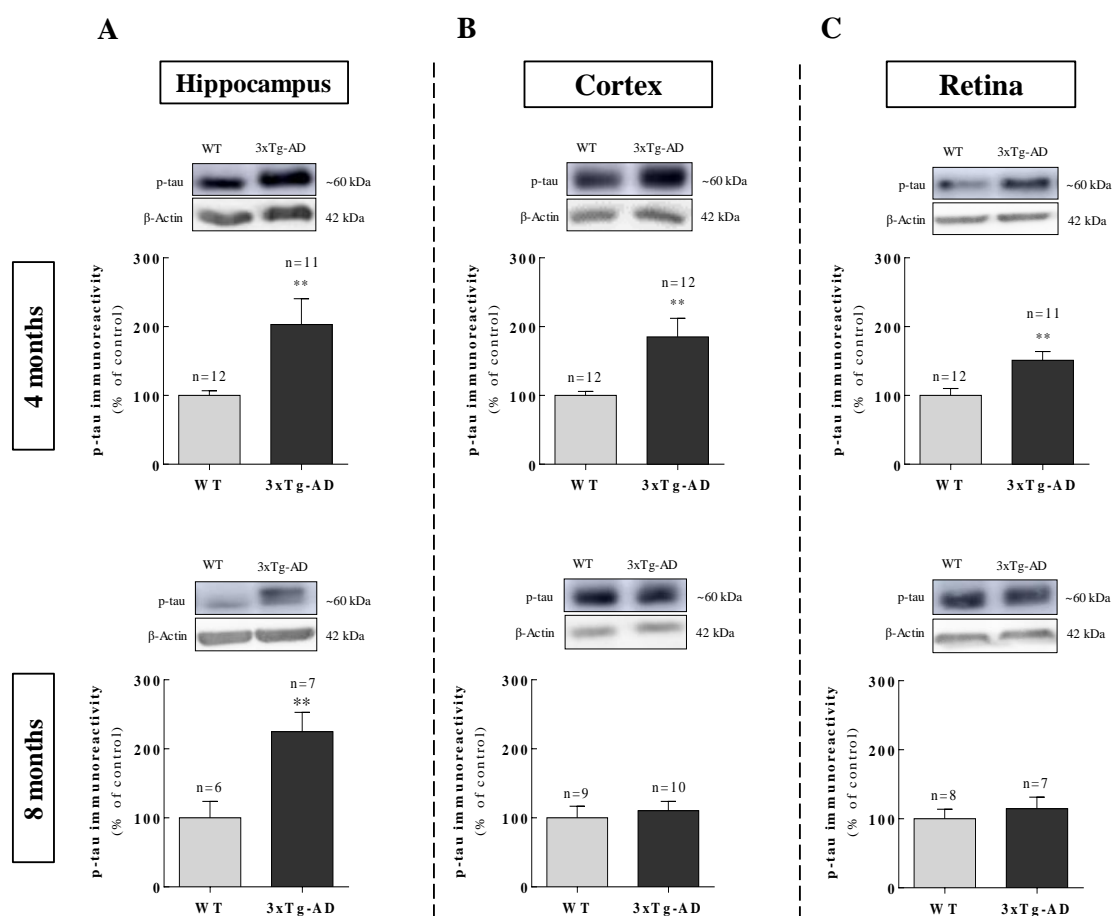 A
B
C
Hippocampus
Cortex
Retina
4 months
WT 3xTg-AD
p-tau ~60 kDa
β-Actin 42 kDa
p-tau immunoreactivity
(% of control)
300
200
100
0
n=12
n=11
**
WT 3xTg-AD
WT 3xTg-AD
p-tau ~60 kDa
β-Actin 42 kDa
p-tau immunoreactivity
(% of control)
300
200
100
0
n=12
n=12
**
WT 3xTg-AD
WT 3xTg-AD
p-tau ~60 kDa
β-Actin 42 kDa
p-tau immunoreactivity
(% of control)
300
200
100
0
n=12
n=11
**
WT 3xTg-AD
8 months
WT 3xTg-AD
p-tau ~60 kDa
β-Actin 42 kDa
p-tau immunoreactivity
(% of control)
300
200
100
0
n=6
n=7
**
WT 3xTg-AD
WT 3xTg-AD
p-tau ~60 kDa
β-Actin 42 kDa
p-tau immunoreactivity
(% of control)
300
200
100
0
n=9
n=10
WT 3xTg-AD
WT 3xTg-AD
p-tau ~60 kDa
β-Actin 42 kDa
p-tau immunoreactivity
(% of control)
300
200
100
0
n=8
n=7
WT 3xTg-AD